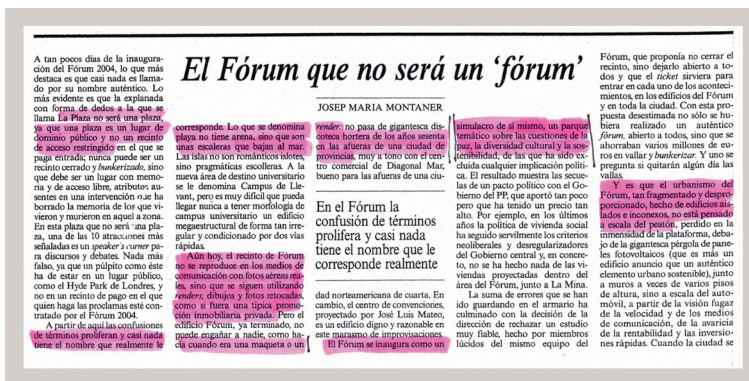 El Fórum que no será un ‘fórum’
JOSEP MARIA MONTANER
A tan pocos días de la inaugura-
ción del Fórum 2004, lo que más
destaca es que casi nada es llama-
do por su nombre auténtico. Lo
más evidente es que la explanada
con forma de dedos a la que se
llama La Plaza no será una plaza,
ya que una plaza es un lugar de
dominio público y no un recinto
de acceso restringido en el que se
paga entrada; nunca puede ser un
recinto cerrado y bunkerizado, sino
que debe ser un lugar con memo-
ria y de acceso libre, atributos au-
sentes en una intervención que ha
borrado la memoria de los que vi-
vieron y murieron en aquel a zona.
En esta plaza que no será una pla-
za, una de las 10 atracciones más
señaladas es un speaker's corner pa-
ra discursos y debates. Nada más
falso, ya que un púlpito como éste
ha de estar en un lugar público,
como el Hyde Park de Londres, y
no en un recinto de pago en el que
quien haga las proclamas esté con-
tratado por el Fórum 2004.
A partir de aquí las confusiones
de términos proliferan y casi nada
tiene el nombre que realmente le
corresponde. Lo que se denomina
playa no tiene arena, sino que son
unas escaleras que bajan al mar.
Las islas no son románticos islotes,
sino pragmáticas escolleras. A la
nueva área de destino universitario
se le denomina Campus de Lle-
vant, pero es muy difícil que pueda
llegar nunca a tener morfología de
campus universitario un edificio
megaestructural de forma tan irre-
gular y condicionado por dos vías
rápidas.
Aún hoy, el recinto de Fórum
no se reproduce en los medios de
comunicación con fotos aéreas rea-
les, sino que se siguen utilizando
renders, dibujos y fotos retocadas,
como si fuera una típica promo-
ción inmobiliaria privada. Pero el
edificio Fórum, ya terminado, no
puede engañar a nadie, como ha-
cía cuando era una maqueta o un
render; no pasa de gigantesca dis-
coteca hortera de los años sesenta
en las afueras de una ciudad de
provincias, muy a tono con el cen-
tro comercial de Diagonal Mar,
bueno para las afueras de una ciu-
En el Fórum la
confusión de términos
prolifera y casi nada
tiene el nombre que le
corresponde realmente
dad norteamericana de cuarta. En
cambio, el centro de convenciones,
proyectado por José Luis Mateo,
es un edificio digno y razonable en
este marasmo de improvisaciones.
El Fórum se inaugura como un
simulacro de sí mismo, un parque
temático sobre las cuestiones de la
paz, la diversidad cultural y la sos-
tenibilidad, de las que ha sido ex-
cluida cualquier implicación políti-
ca. El resultado muestra las secue-
las de un pacto político con el Go-
bierno del PP, que aportó tan poco
pero que ha tenido un precio tan
alto. Por ejemplo, en los últimos
años la política de vivienda social
ha seguido servilmente los criterios
neoliberales y desregularizadores
del Gobierno central y, en concre-
to, no se ha hecho nada de las vi-
viendas proyectadas dentro del
área del Fórum, junto a La Mina.
La suma de errores que se han
ido guardando en el armario ha
culminado con la decisión de la
dirección de rechazar un estudio
muy fiable, hecho por miembros
lúcidos del mismo equipo del
Fórum, que proponía no cerrar el
recinto, sino dejarlo abierto a to-
dos y que el ticket sirviera para
entrar en cada uno de los aconteci-
mientos, en los edificios del Fórum
y en toda la ciudad. Con esta pro-
puesta desestimada no sólo se hu-
biera realizado un auténtico
fórum, abierto a todos, sino que se
ahorraban varios millones de eu-
ros en vallar y bunkerizar. Y uno se
pregunta si quitarán algún día las
vallas.
Y es que el urbanismo del
Fórum, tan fragmentado y despro-
porcionado, hecho de edificios ais-
lados e inconexos, no está pensado
a escala del peatón, perdido en la
inmensidad de la plataforma, deba-
jo de la gigantesca pérgola de pane-
les fotovoltaicos (que es más un
edificio anuncio que un auténtico
elemento urbano sostenible), junto
a muros a veces de varios pisos
de altura, sino a escala del auto-
móvil, a partir de la visión fugaz
de la velocidad y de los medios
de comunicación, de la avaricia
de la rentabilidad y las inversio-
nes rápidas. Cuando la ciudad se